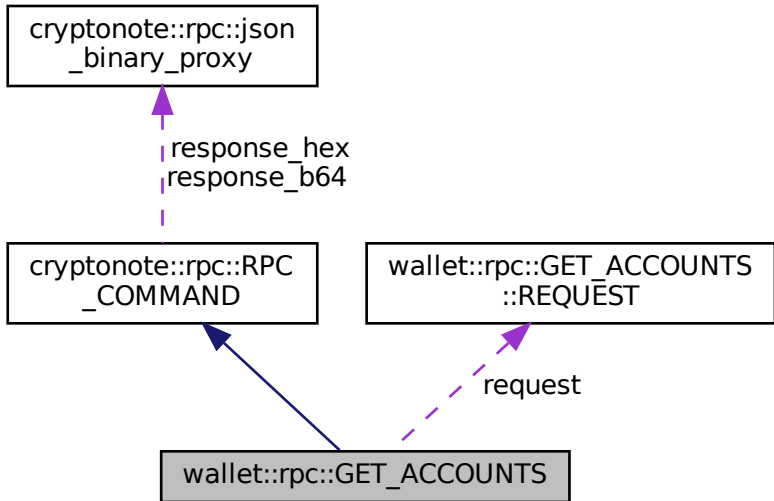 cryptonote::rpc::json
_binary_proxy
response_hex
response_b64
cryptonote::rpc::RPC
_COMMAND
wallet::rpc::GET_ACCOUNTS
::REQUEST
request
wallet::rpc::GET_ACCOUNTS